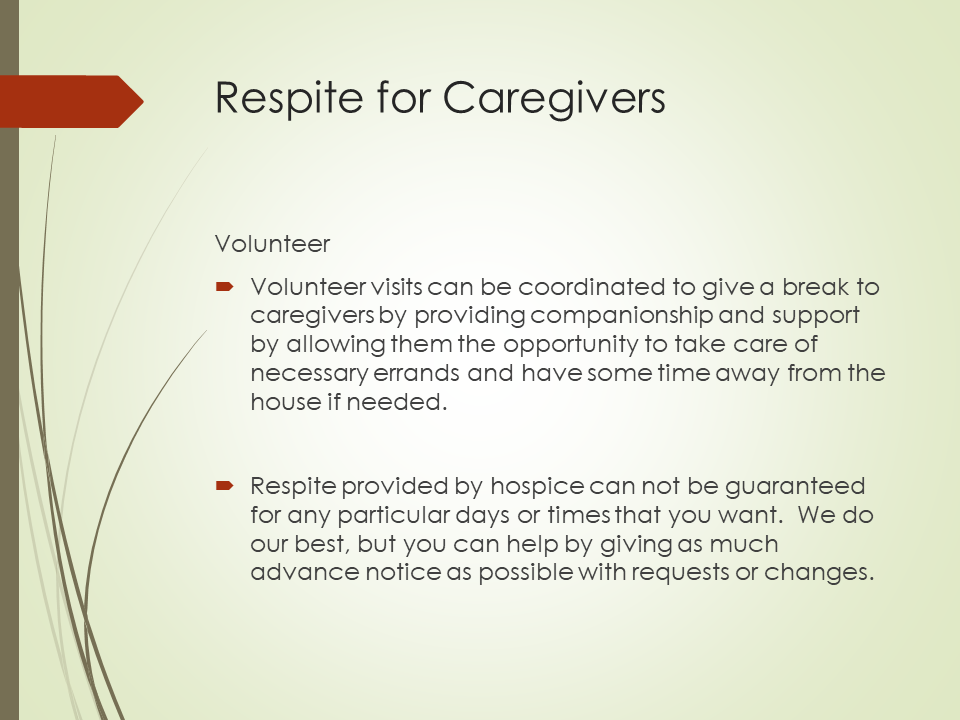 Respite for Caregivers
Volunteer
Volunteer visits can be coordinated to give a break to
caregivers by providing companionship and support
by allowing them the opportunity to take care of
necessary errands and have some time away from the
house if needed.
Respite provided by hospice can not be guaranteed
for any particular days or times that you want.  We do
our best, but you can help by giving as much
advance notice as possible with requests or changes.